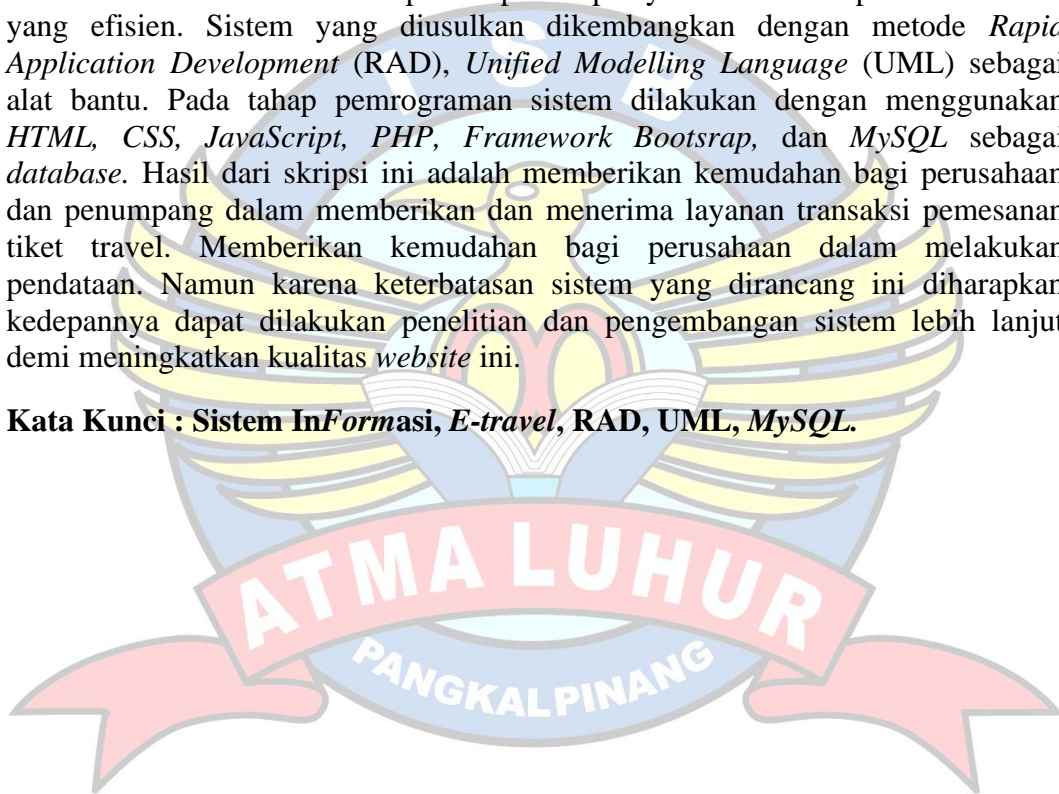 yang efisien. Sistem yang diusulkan dikembangkan dengan metode Rapid
Application Development (RAD), Unified Modelling Language (UML) sebagai
alat bantu. Pada tahap pemrograman sistem dilakukan dengan menggunakan
HTML, CSS, JavaScript, PHP, Framework Bootsrap, dan MySQL sebagai
database. Hasil dari skripsi ini adalah memberikan kemudahan bagi perusahaan
dan penumpang dalam memberikan dan menerima layanan transaksi pemesanan
tiket travel. Memberikan kemudahan bagi perusahaan dalam melakukan
pendataan. Namun karena keterbatasan sistem yang dirancang ini diharapkan
kedepannya dapat dilakukan penelitian dan pengembangan sistem lebih lanjut
demi meningkatkan kualitas website ini.
Kata Kunci : Sistem InFormasi, E-travel, RAD, UML, MySQL.
ISB
ATMA LUHUR
PANGKALPINANG